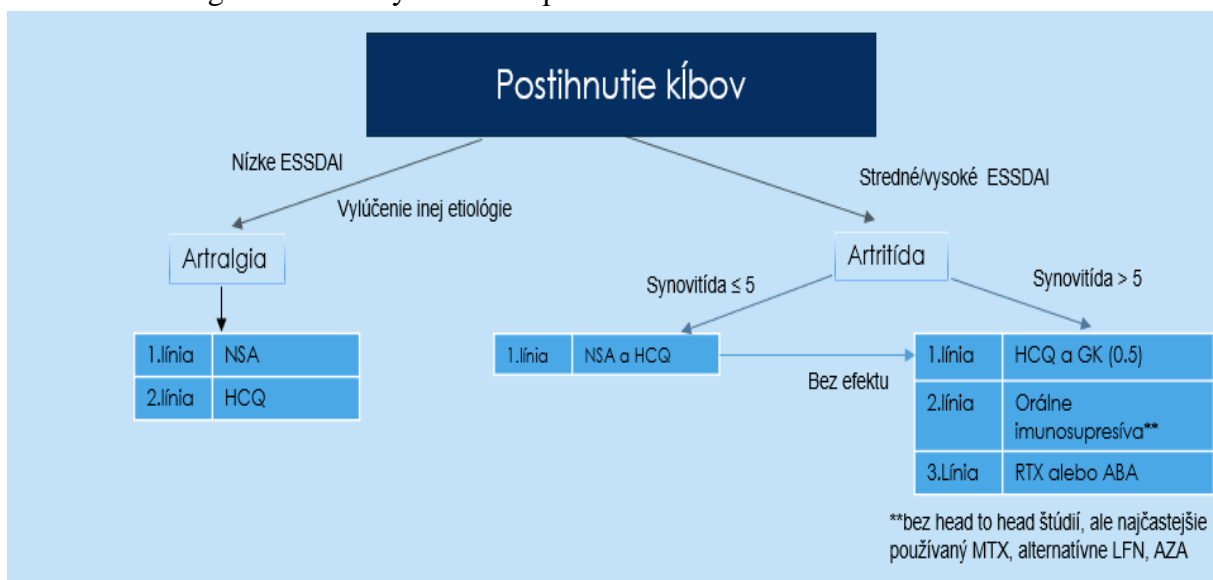 Postihnutie kĺbov
Nízke ESSDAI
Stredné/vysoké ESSDAI
Vylúčenie inej etiológie
Artralgia
Artritída
Synovitída ≤ 5
Synovitída > 5
1.línia NSA
2.línia HCQ
1.línia NSA a HCQ
Bez efektu
1.línia HCQ a GK (0.5)
2.línia Orálne
imunosupresíva**
3.Línia RTX alebo ABA
**bez head to head štúdií, ale najčastejšie
používaný MTX, alternatívne LFN, AZA